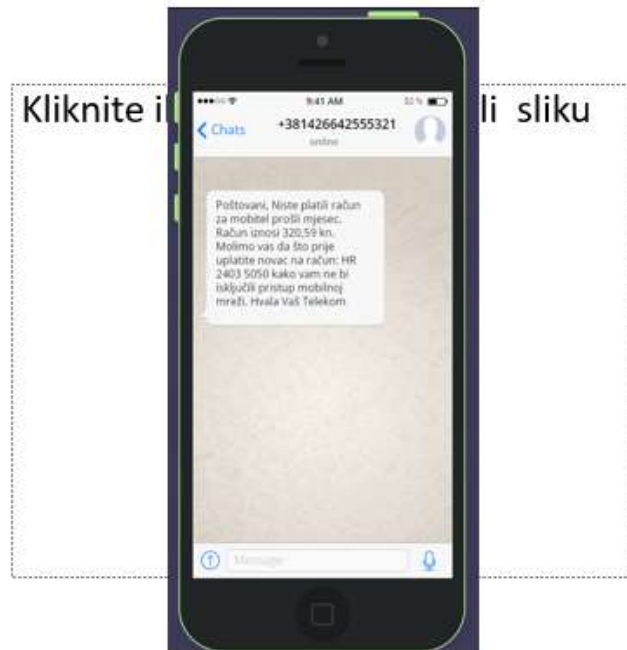 Kliknite i li sliku
9:41 AM
Chats +381426642555321
online
Poštovani, Niste platili račun
za mobitel prošli mjesec.
Račun iznosi 320,59 kn.
Molimo vas da što prije
uplatite novac na račun: HR
2403 5050 kako vam ne bi
isključili pristup mobilnoj
mreži. Hvala Vaš Telekom
Message